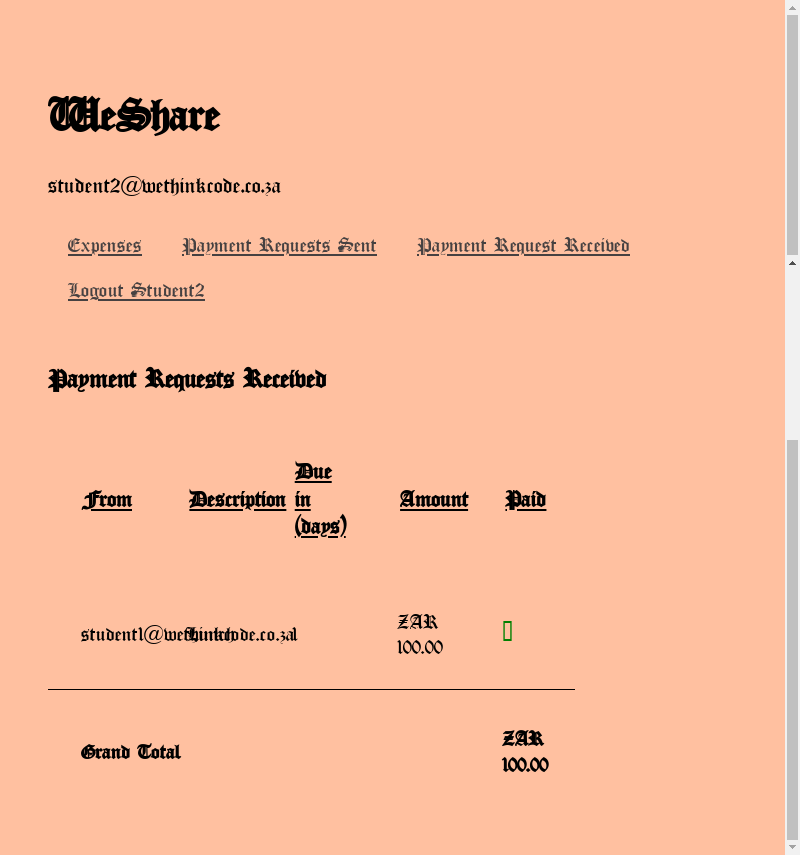 WeShare
student2@wethinkcode.co.za
Expenses Payment Requests Sent Payment Request Received
Logout Student2
Payment Requests Received
From Description Due in (days) Amount Paid
student1@wethinkcode.co.za Lunch 1 ZAR 100.00
Grand Total ZAR 100.00